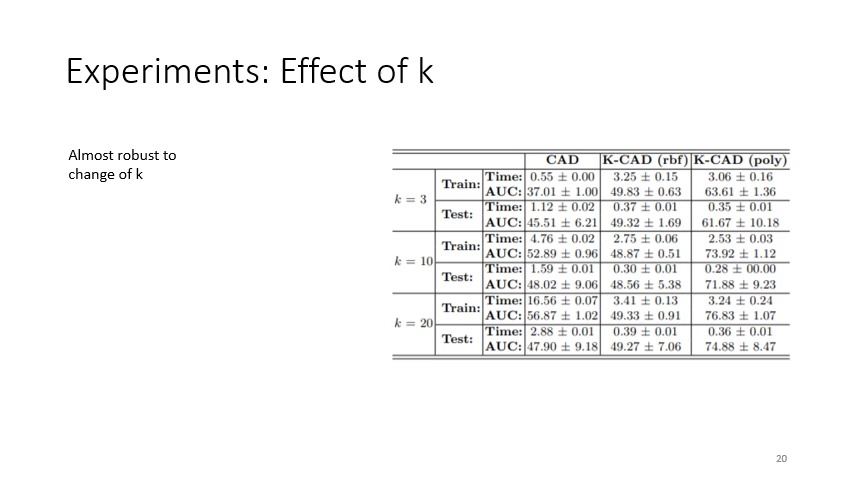 Experiments: Effect of k
Almost robust to
change of k
CAD K-CAD (rbf) K-CAD (poly)
k = 3 Train: Time: 0.55 ± 0.00 3.25 ± 0.15 3.06 ± 0.16
AUC: 37.01 ± 1.00 49.83 ± 0.63 63.61 ± 1.36
Test: Time: 1.12 ± 0.02 0.37 ± 0.01 0.35 ± 0.01
AUC: 45.51 ± 6.21 49.32 ± 1.69 61.67 ± 10.18
k = 10 Train: Time: 4.76 ± 0.02 2.75 ± 0.06 2.53 ± 0.03
AUC: 52.89 ± 0.96 48.87 ± 0.51 73.92 ± 1.12
Test: Time: 1.59 ± 0.01 0.30 ± 0.01 0.28 ± 00.00
AUC: 48.02 ± 9.06 48.56 ± 5.38 71.88 ± 9.23
k = 20 Train: Time: 16.56 ± 0.07 3.41 ± 0.13 3.24 ± 0.24
AUC: 56.87 ± 1.02 49.33 ± 0.91 76.83 ± 1.07
Test: Time: 2.88 ± 0.01 0.39 ± 0.01 0.36 ± 0.01
AUC: 47.90 ± 9.18 49.27 ± 7.06 74.88 ± 8.47
20